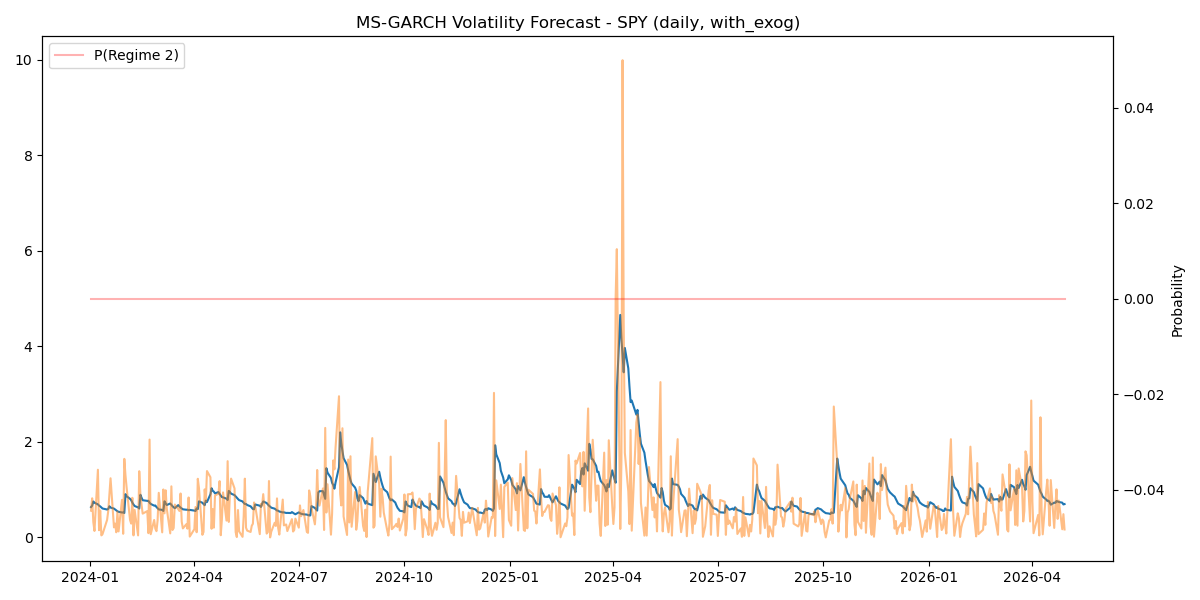 MS-GARCH Volatility Forecast - SPY (daily, with_exog)
P(Regime 2)
10
8
6
4
2
0
0.04
0.02
0.00
−0.02
−0.04
Probability
2024-01 2024-04 2024-07 2024-10 2025-01 2025-04 2025-07 2025-10 2026-01 2026-04